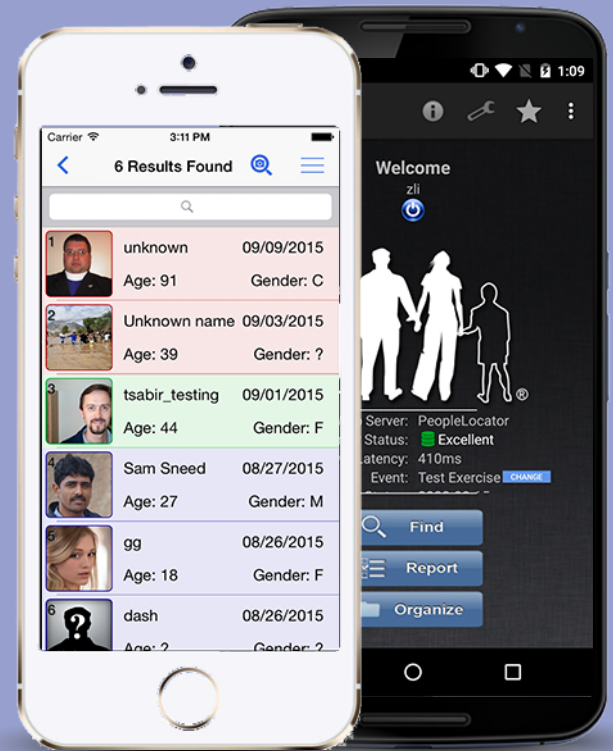 Carrier 3:11 PM
6 Results Found
1
unknown 09/09/2015
Age: 91 Gender: C
2
Unknown name 09/03/2015
Age: 39 Gender: ?
3
tsabir_testing 09/01/2015
Age: 44 Gender: F
4
Sam Sneed 08/27/2015
Age: 27 Gender: M
5
gg 08/26/2015
Age: 18 Gender: F
6
dash 08/26/2015
Age: ? Gender: ?
1:09
Welcome
zli
®
Server: PeopleLocator
Status: Excellent
atency: 410ms
Event: Test Exercise CHANGE
Find
Report
Organize